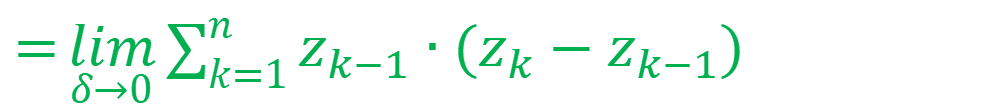 = lim_{δ→0} ∑_{k=1}^{n} z_{k−1} · (z_k − z_{k−1})